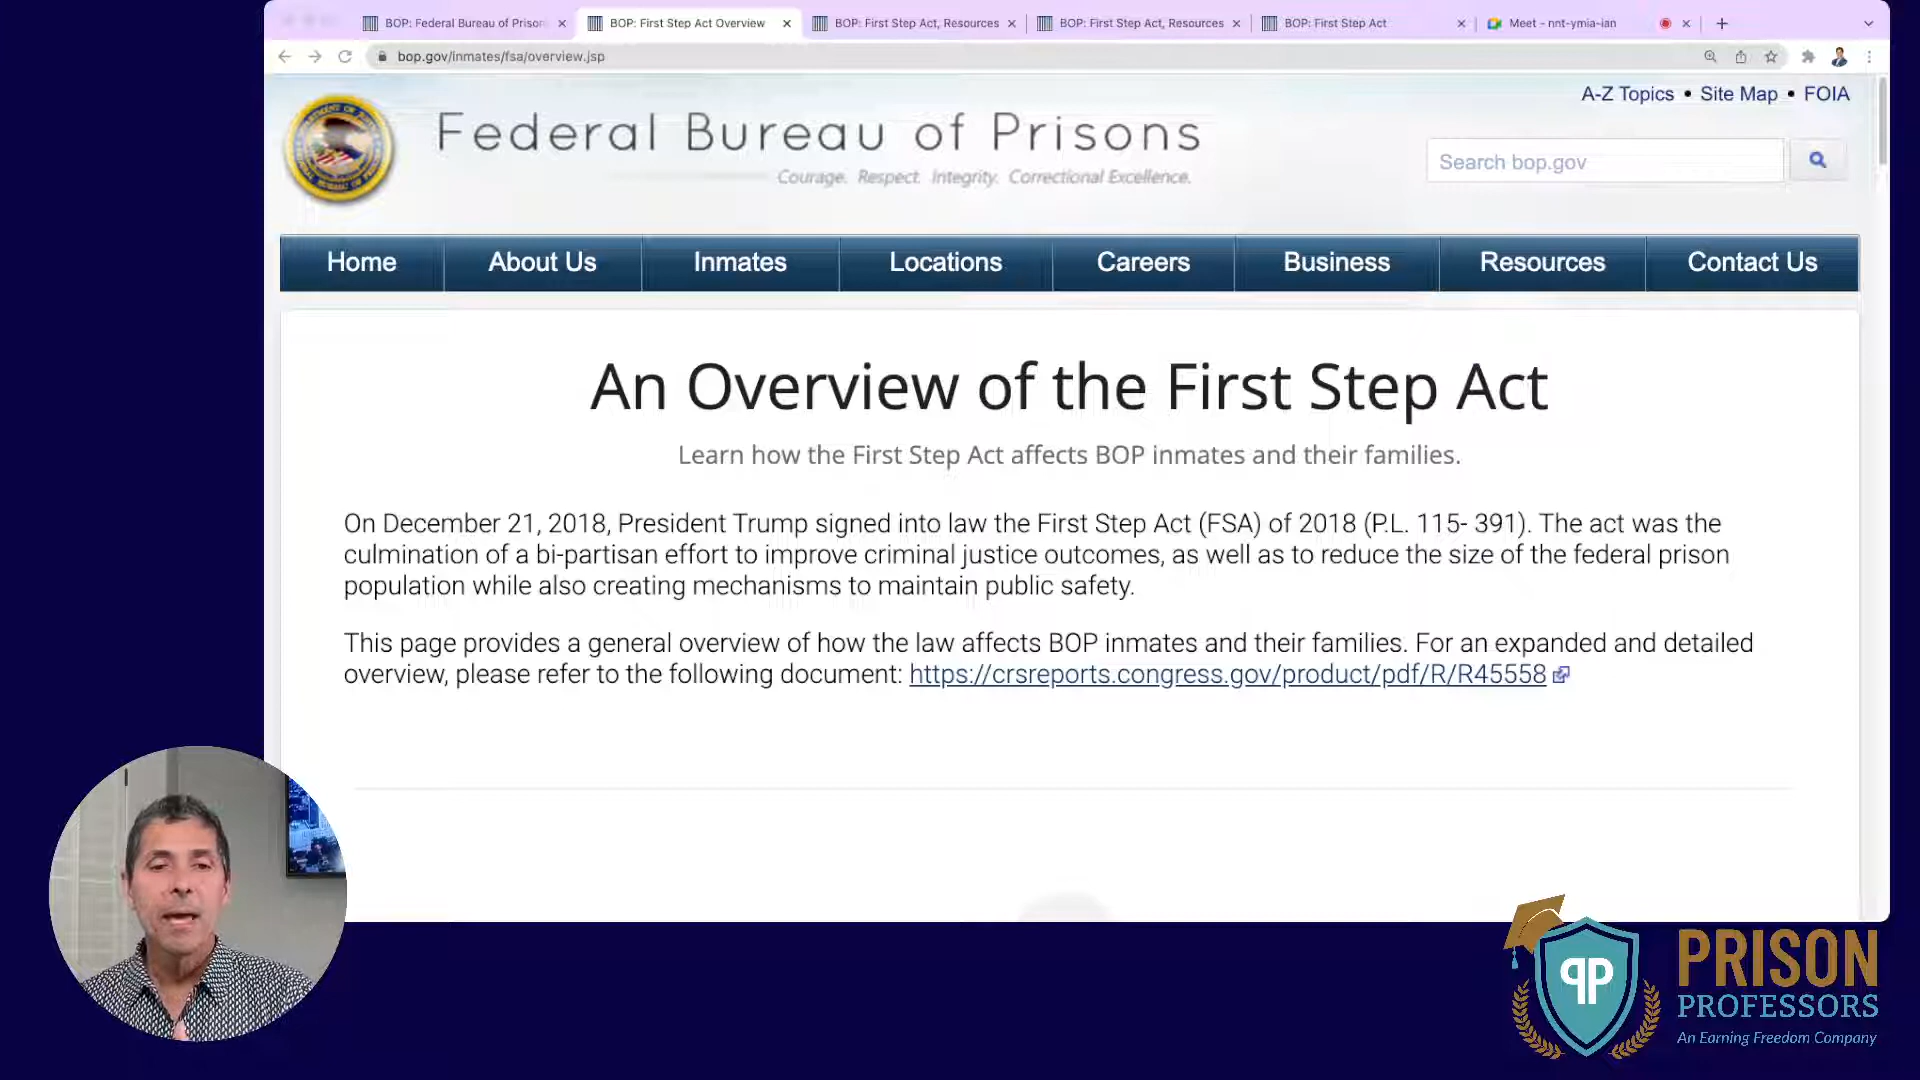 BOP: Federal Bureau of Prison
BOP: First Step Act Overview
BOP: First Step Act, Resources
BOP: First Step Act, Resources
BOP: First Step Act
Meet - nnt-ymia-ian
bop.gov/inmates/fsa/overview.jsp
A-Z Topics • Site Map • FOIA
Federal Bureau of Prisons
Courage. Respect. Integrity. Correctional Excellence.
Search bop.gov
Home
About Us
Inmates
Locations
Careers
Business
Resources
Contact Us
An Overview of the First Step Act
Learn how the First Step Act affects BOP inmates and their families.
On December 21, 2018, President Trump signed into law the First Step Act (FSA) of 2018 (P.L. 115- 391). The act was the
culmination of a bi-partisan effort to improve criminal justice outcomes, as well as to reduce the size of the federal prison
population while also creating mechanisms to maintain public safety.
This page provides a general overview of how the law affects BOP inmates and their families. For an expanded and detailed
overview, please refer to the following document: https://crsreports.congress.gov/product/pdf/R/R45558
PP
PRISON
PROFESSORS
An Earning Freedom Company